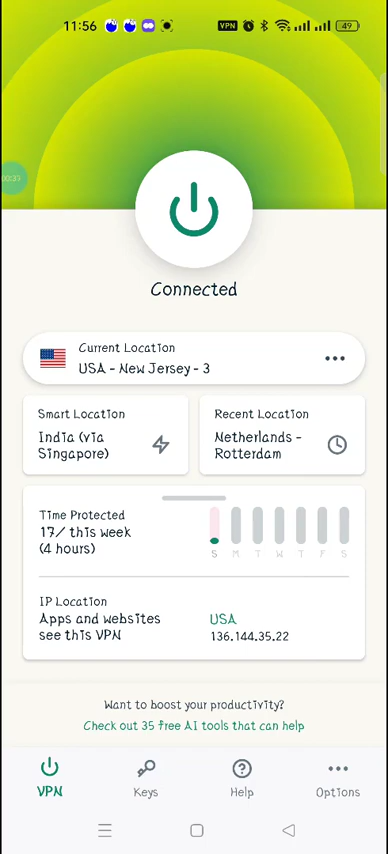 11:56
VPN
49
00:33
Connected
Current Location
USA - New Jersey - 3
Smart Location
India (via
Singapore)
Recent Location
Netherlands -
Rotterdam
Time Protected
17/ this week
(4 hours)
S M T W T F S
IP Location
Apps and websites
see this VPN
USA
136.144.35.22
Want to boost your productivity?
Check out 35 free AI tools that can help
VPN
Keys
Help
Options